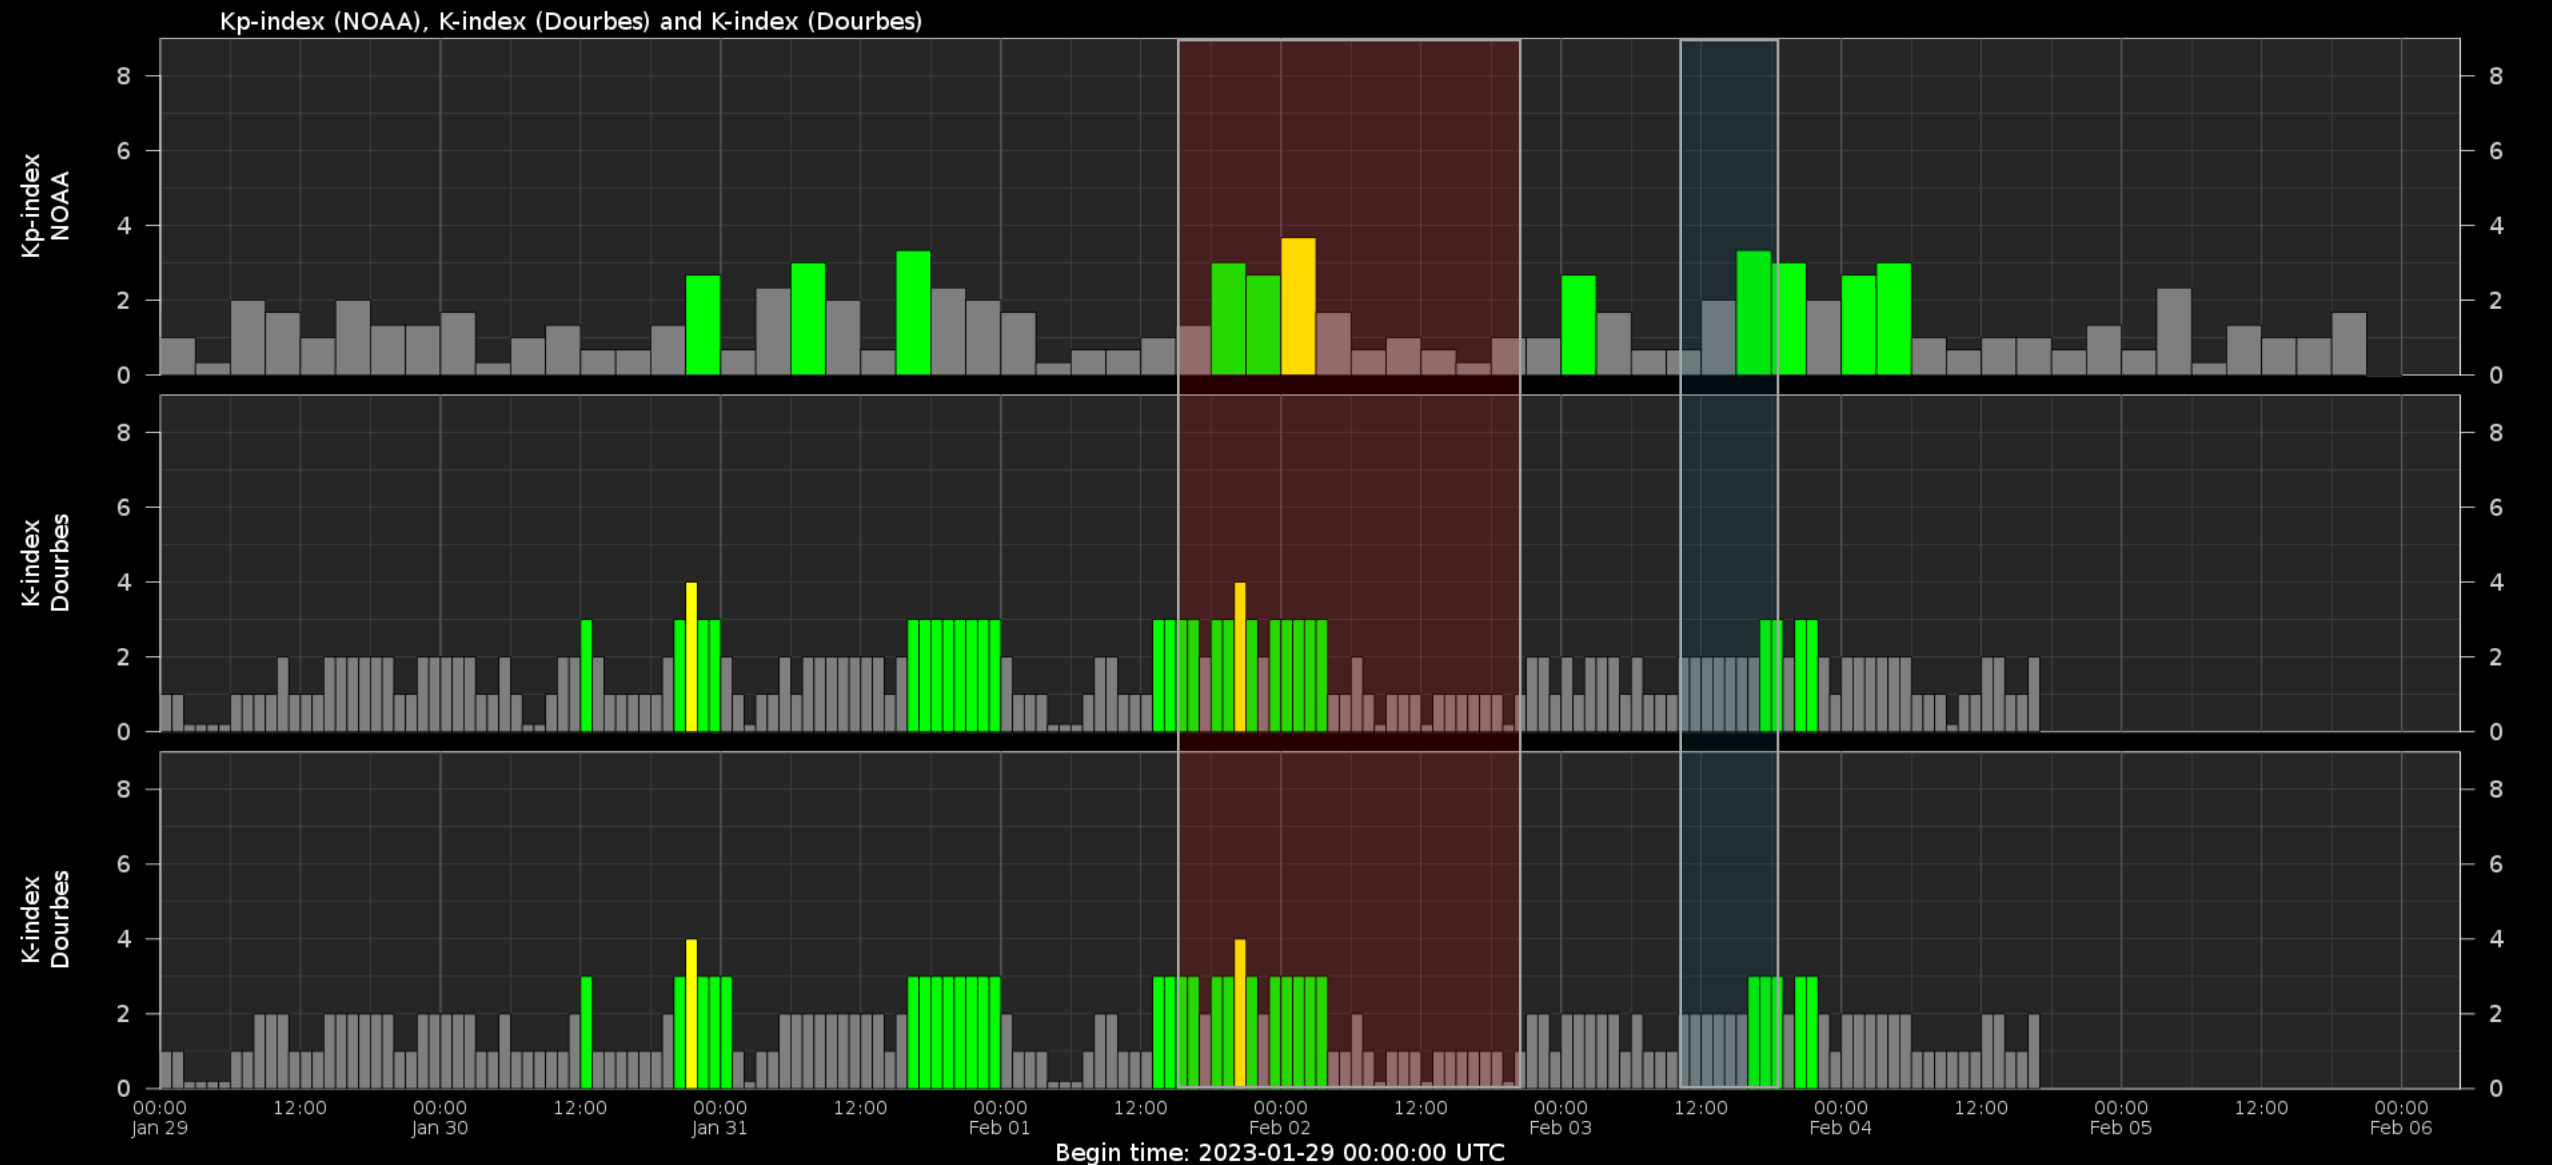 Kp-index (NOAA), K-index (Dourbes) and K-index (Dourbes)
Kp-index
NOAA
8 8
6 6
4 4
2 2
0 0
K-index
Dourbes
8 8
6 6
4 4
2 2
0 0
K-index
Dourbes
8 8
6 6
4 4
2 2
0 0
00:00 12:00 00:00 12:00 00:00 12:00 00:00 12:00 00:00 12:00 00:00 12:00 00:00 12:00 00:00 12:00 00:00
Jan 29 Jan 30 Jan 31 Feb 01 Feb 02 Feb 03 Feb 04 Feb 05 Feb 06
Begin time: 2023-01-29 00:00:00 UTC